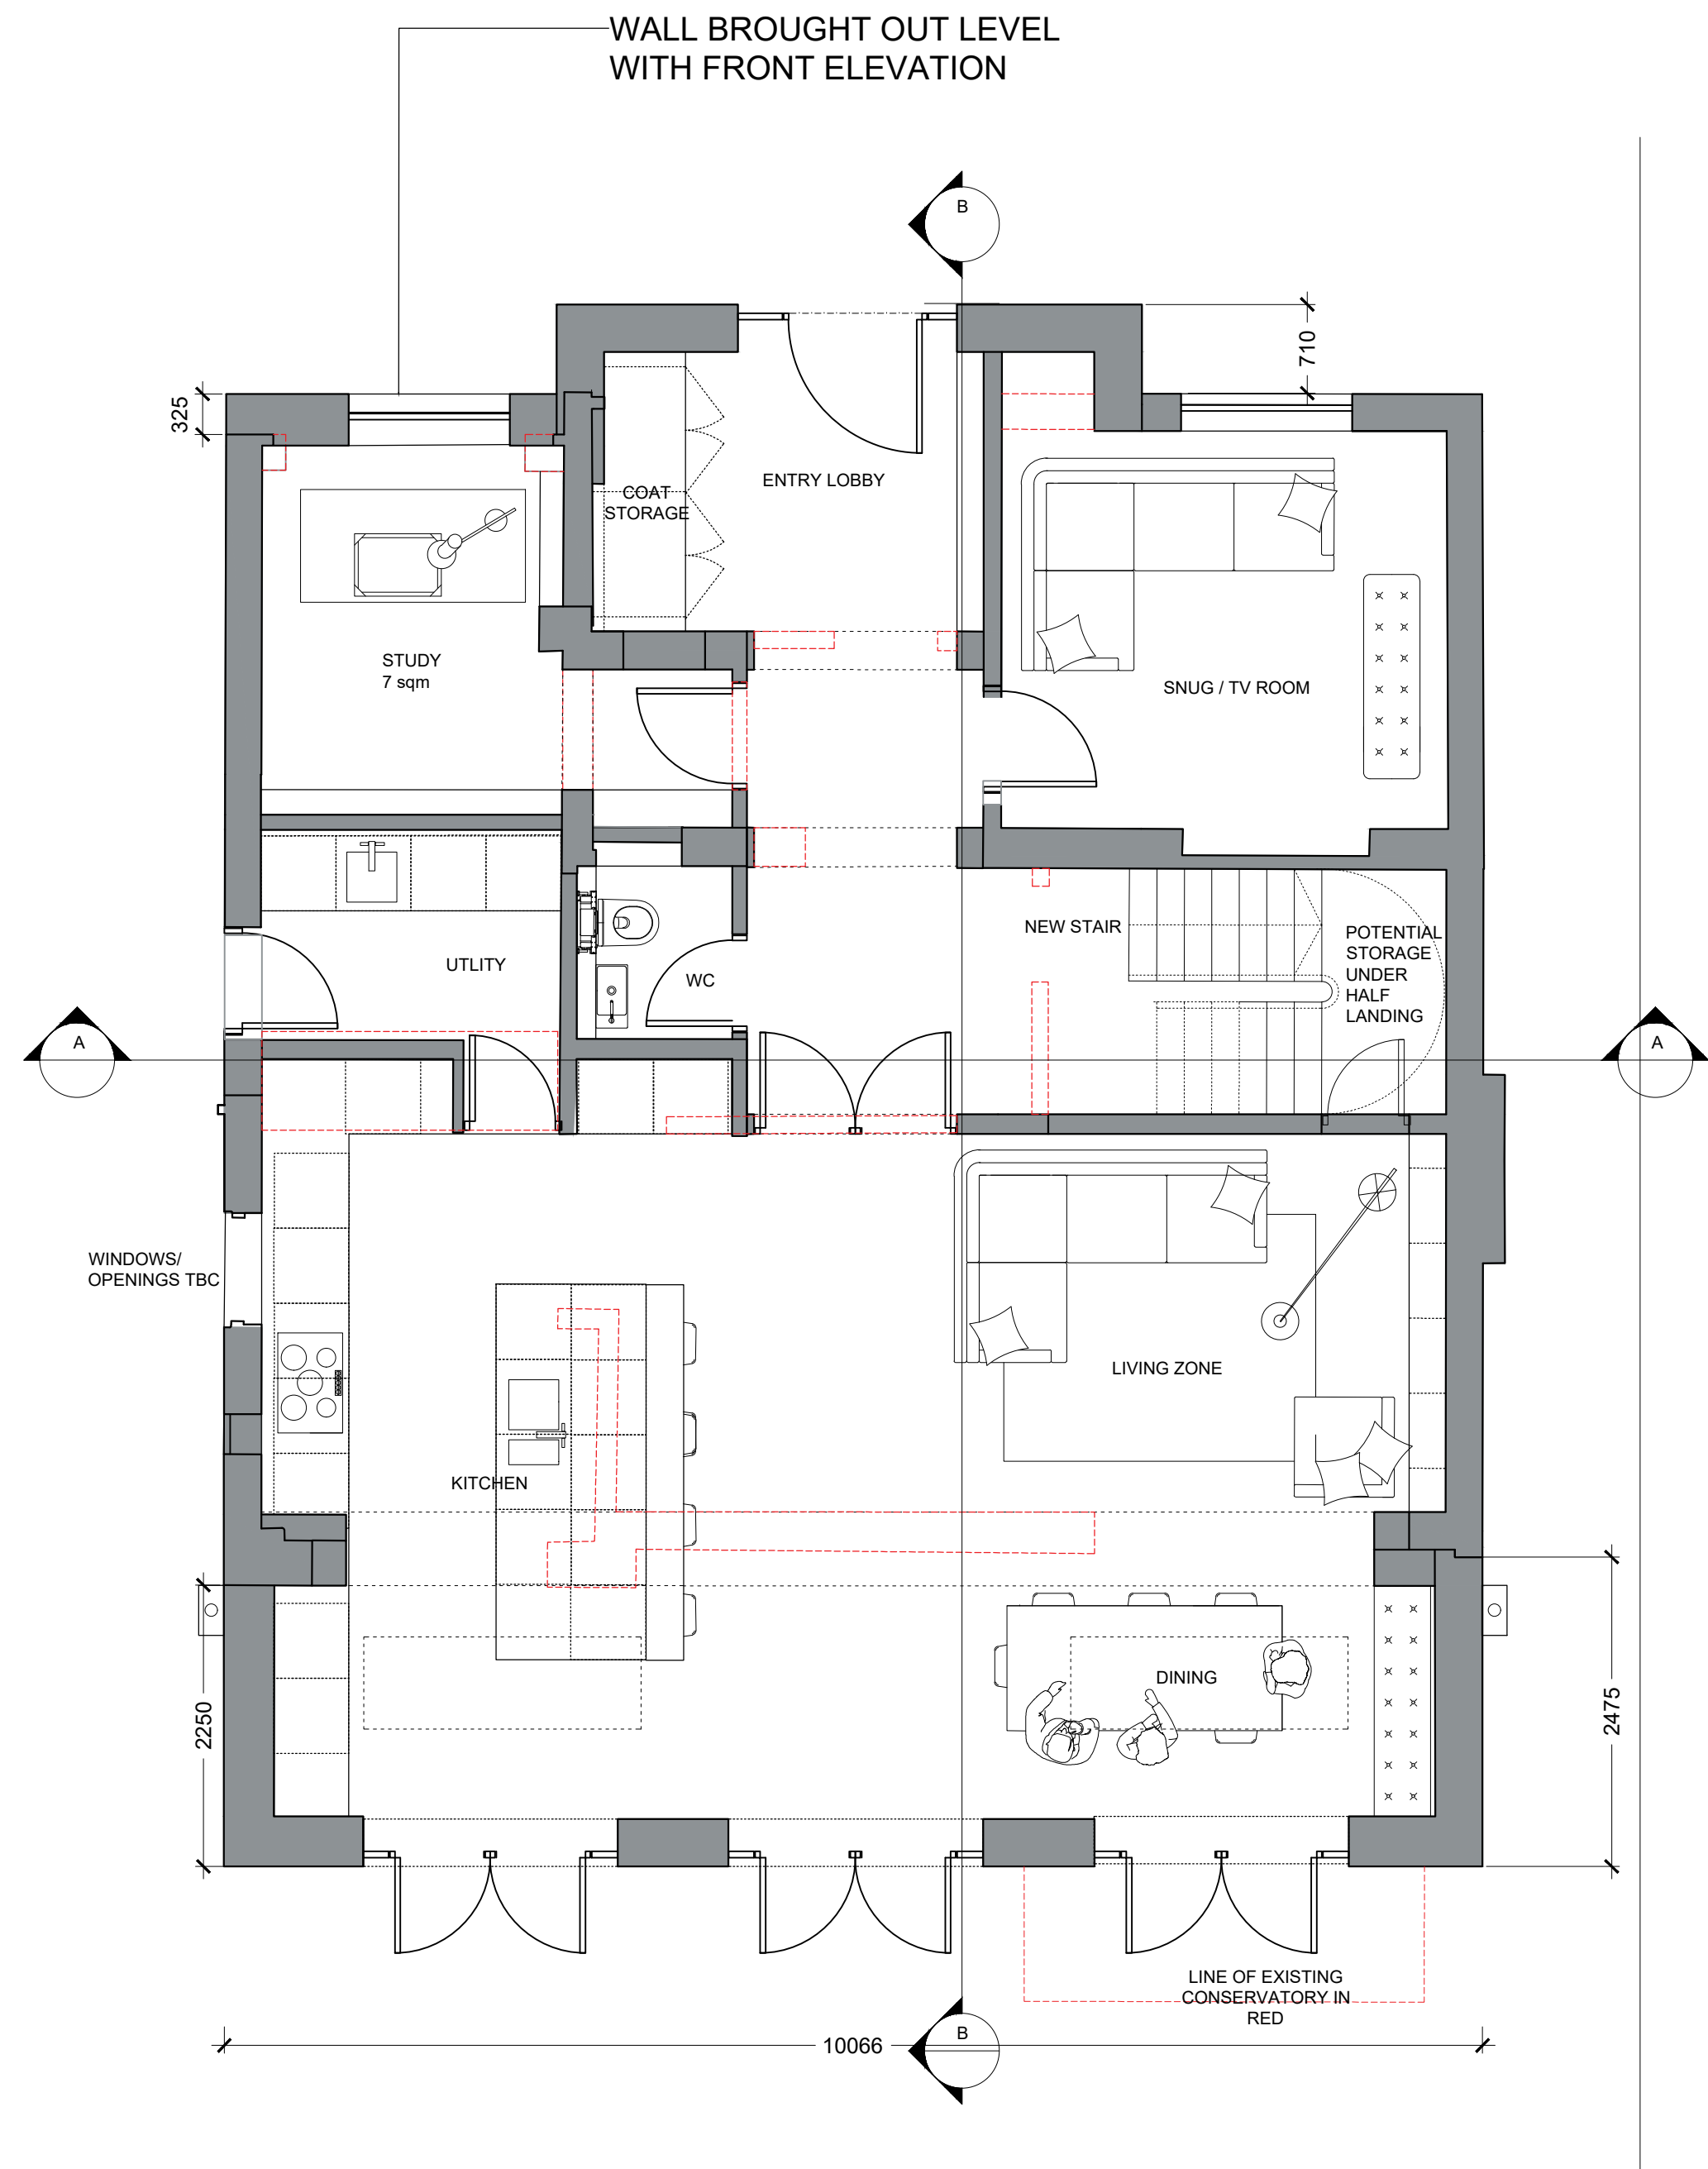 WALL BROUGHT OUT LEVEL
WITH FRONT ELEVATION
B
710
325
COAT
STORAGE
ENTRY LOBBY
STUDY
7 sqm
SNUG / TV ROOM
NEW STAIR
POTENTIAL
STORAGE
UNDER
HALF
LANDING
UTLITY
WC
A
A
WINDOWS/
OPENINGS TBC
LIVING ZONE
KITCHEN
DINING
2250
2475
LINE OF EXISTING
CONSERVATORY IN
RED
B
10066